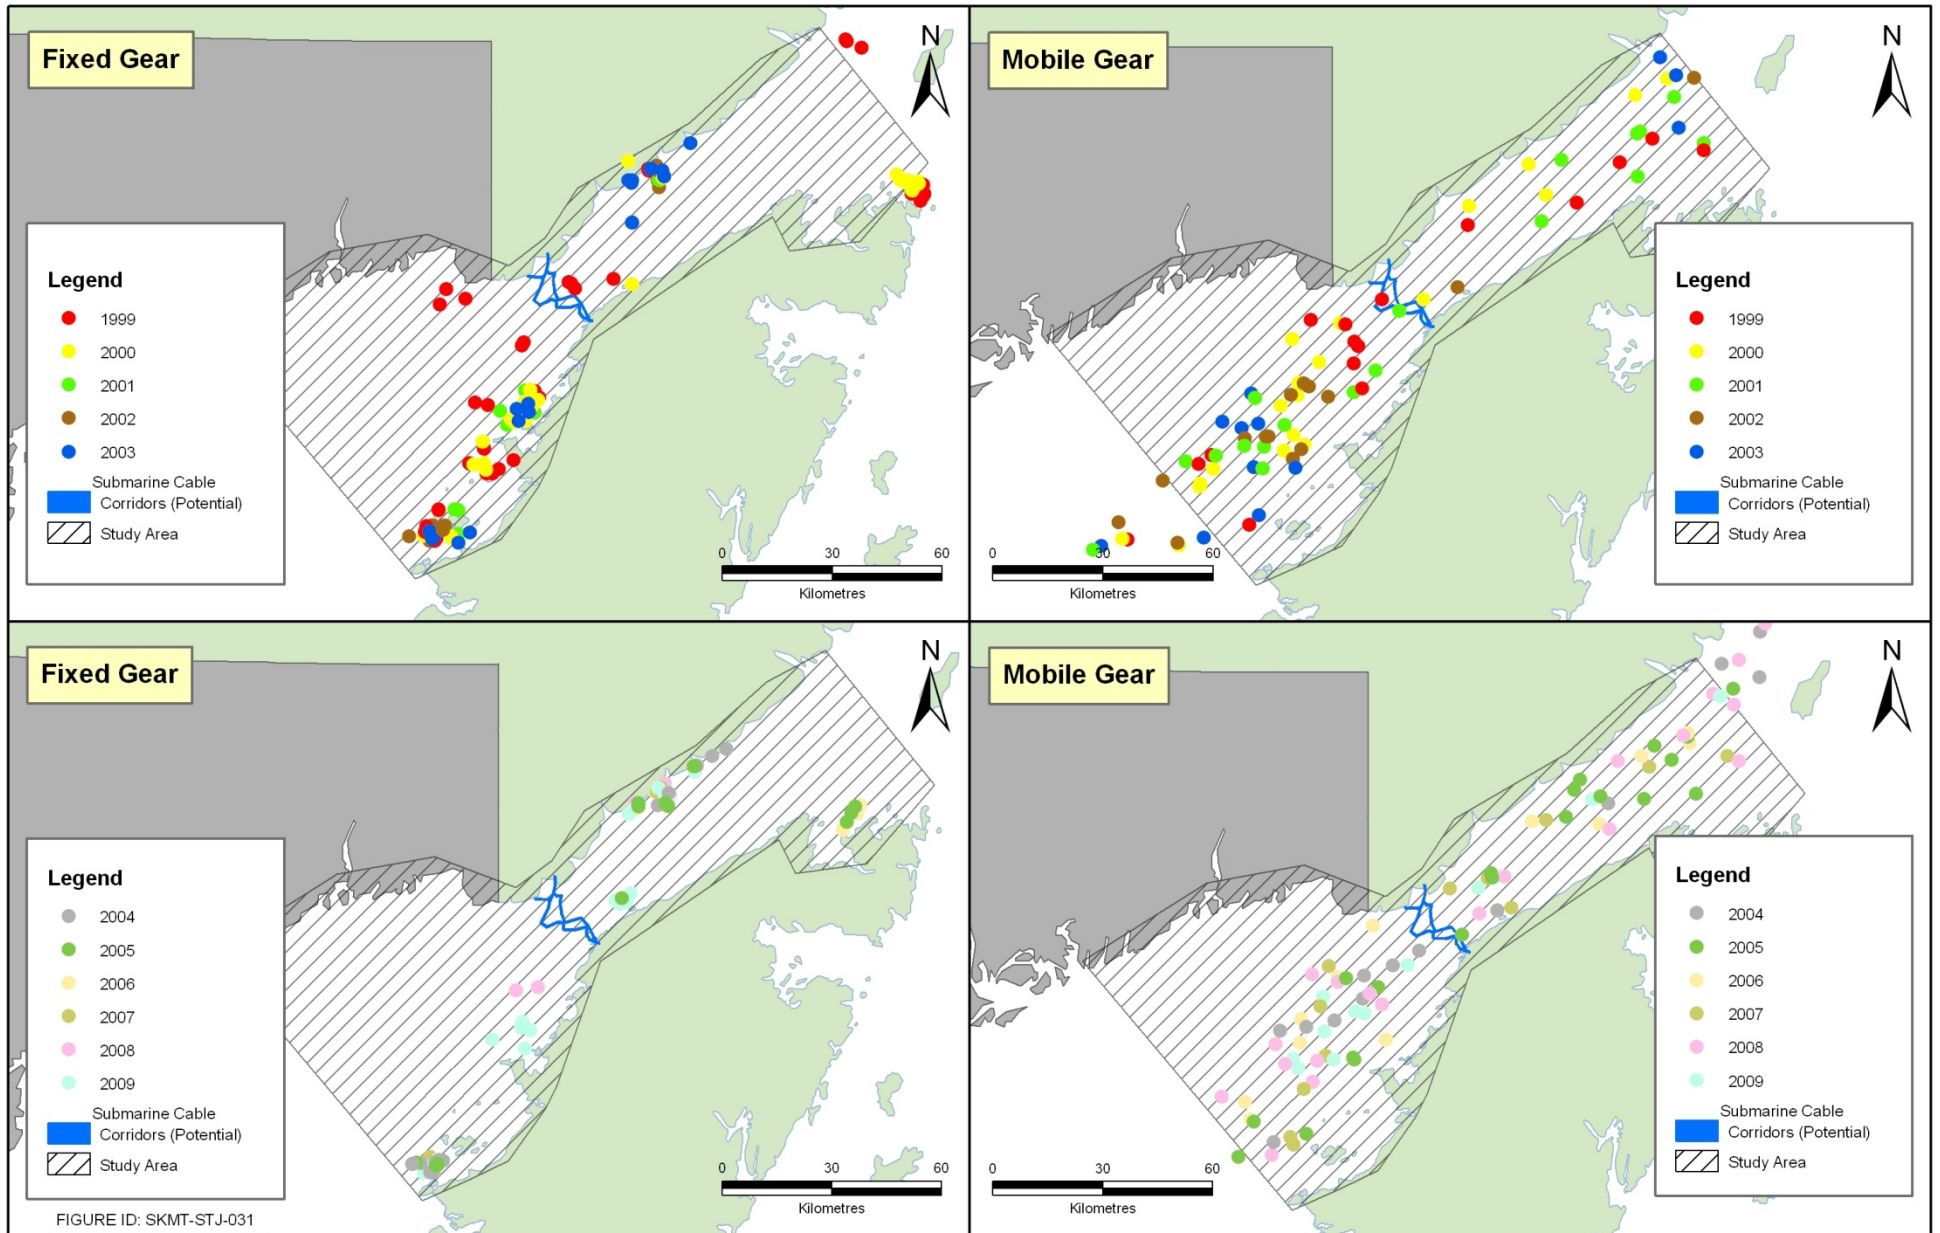 Fixed Gear
N
Legend
1999
2000
2001
2002
2003
Submarine Cable
Corridors (Potential)
Study Area
0 30 60
Kilometres
Mobile Gear
N
Legend
1999
2000
2001
2002
2003
Submarine Cable
Corridors (Potential)
Study Area
0 30 60
Kilometres
Fixed Gear
N
Legend
2004
2005
2006
2007
2008
2009
Submarine Cable
Corridors (Potential)
Study Area
0 30 60
Kilometres
FIGURE ID: SKMT-STJ-031
Mobile Gear
N
Legend
2004
2005
2006
2007
2008
2009
Submarine Cable
Corridors (Potential)
Study Area
0 30 60
Kilometres